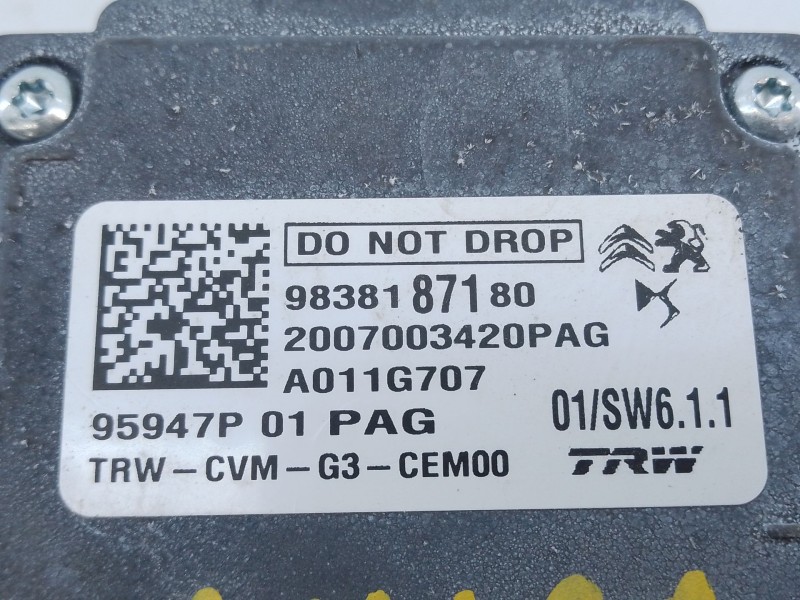 DO NOT DROP
98381 871 80
2007003420PAG
A011G707
95947P 01 PAG
01/SW6.1.1
TRW-CVM-G3-CEM00
TRW